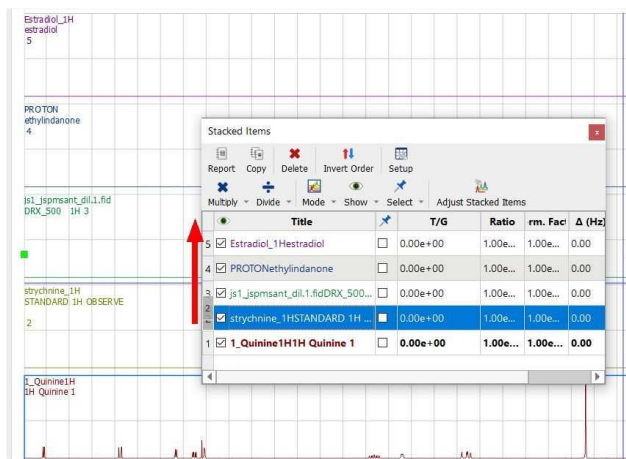 Estradiol_1H
estradiol
5
PROTON
ethylindanone
4
js1_jspmsant_dil.1.fid
DRX_500 1H 3
strychnine_1H
STANDARD 1H OBSERVE
2
1_Quinine1H
1H Quinine 1
Stacked Items
x
Report Copy Delete Invert Order Setup
Multiply Divide Mode Show Select Adjust Stacked Items
Title T/G Ratio rm. Fact Δ (Hz)
5 Estradiol_1Hestradiol 0.00e+00 1.00e... 1.00e... 0.00
4 PROTONethylindanone 0.00e+00 1.00e... 1.00e... 0.00
3 js1_jspmsant_dil.1.fidDRX_500... 0.00e+00 1.00e... 1.00e... 0.00
2 strychnine_1HSTANDARD 1H ... 0.00e+00 1.00e... 1.00e... 0.00
1 1_Quinine1H1H Quinine 1 0.00e+00 1.00e... 1.00e... 0.00